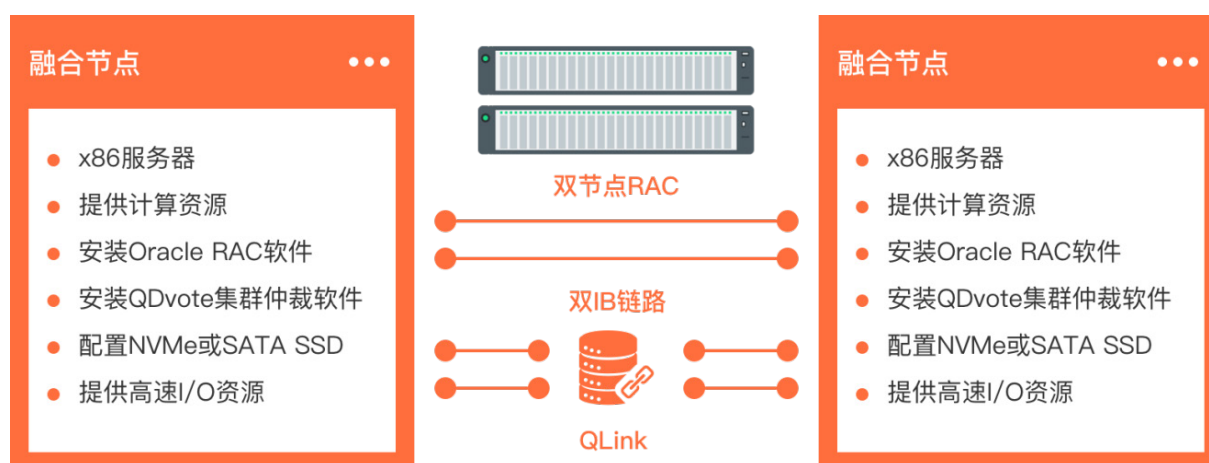 融合节点
x86服务器
提供计算资源
安装Oracle RAC软件
安装QDvote集群仲裁软件
配置NVMe或SATA SSD
提供高速I/O资源
双节点RAC
双IB链路
QLink
融合节点
x86服务器
提供计算资源
安装Oracle RAC软件
安装QDvote集群仲裁软件
配置NVMe或SATA SSD
提供高速I/O资源